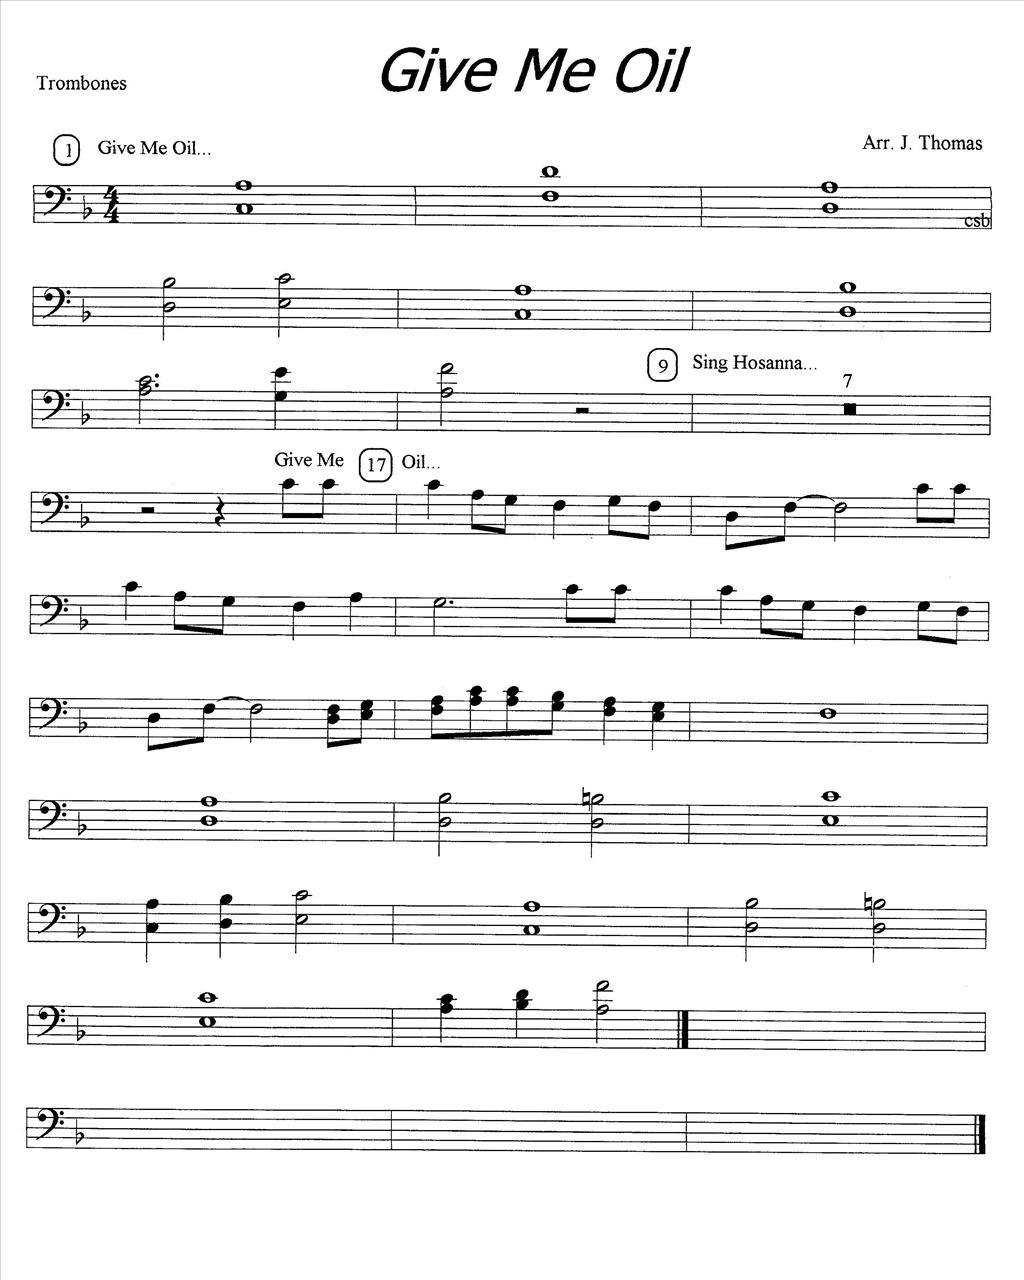 Give Me Oil
Trombones
1 Give Me Oil...
Arr. J. Thomas
4
4
csb
9 Sing Hosanna...
7
Give Me 17 Oil...